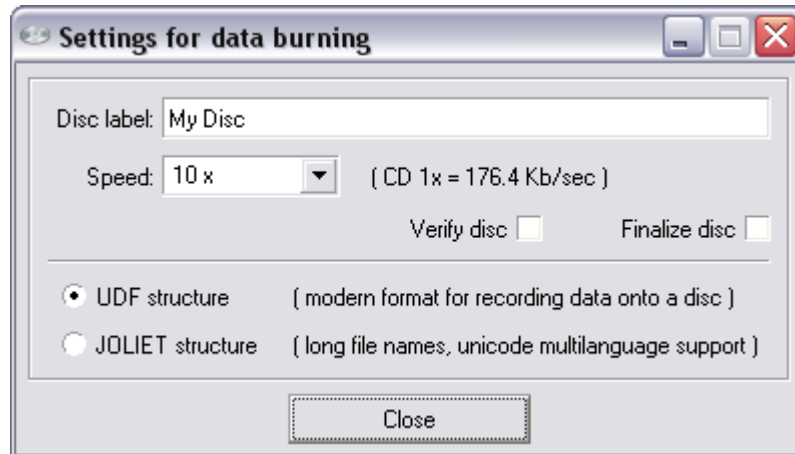 Settings for data burning
Disc label: My Disc
Speed: 10 x ( CD 1x = 176.4 Kb/sec )
Verify disc Finalize disc
UDF structure ( modern format for recording data onto a disc )
JOLIET structure ( long file names, unicode multilanguage support )
Close